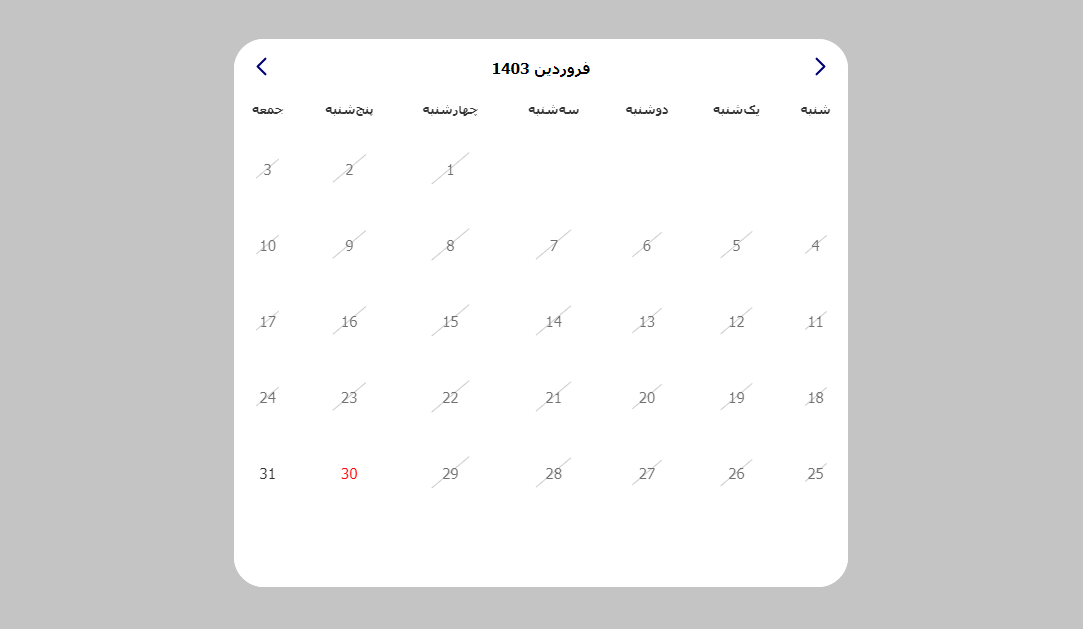 فروردین 1403
شنبه یک‌شنبه دوشنبه سه‌شنبه چهارشنبه پنج‌شنبه جمعه
1 2 3
4 5 6 7 8 9 10
11 12 13 14 15 16 17
18 19 20 21 22 23 24
25 26 27 28 29 30 31